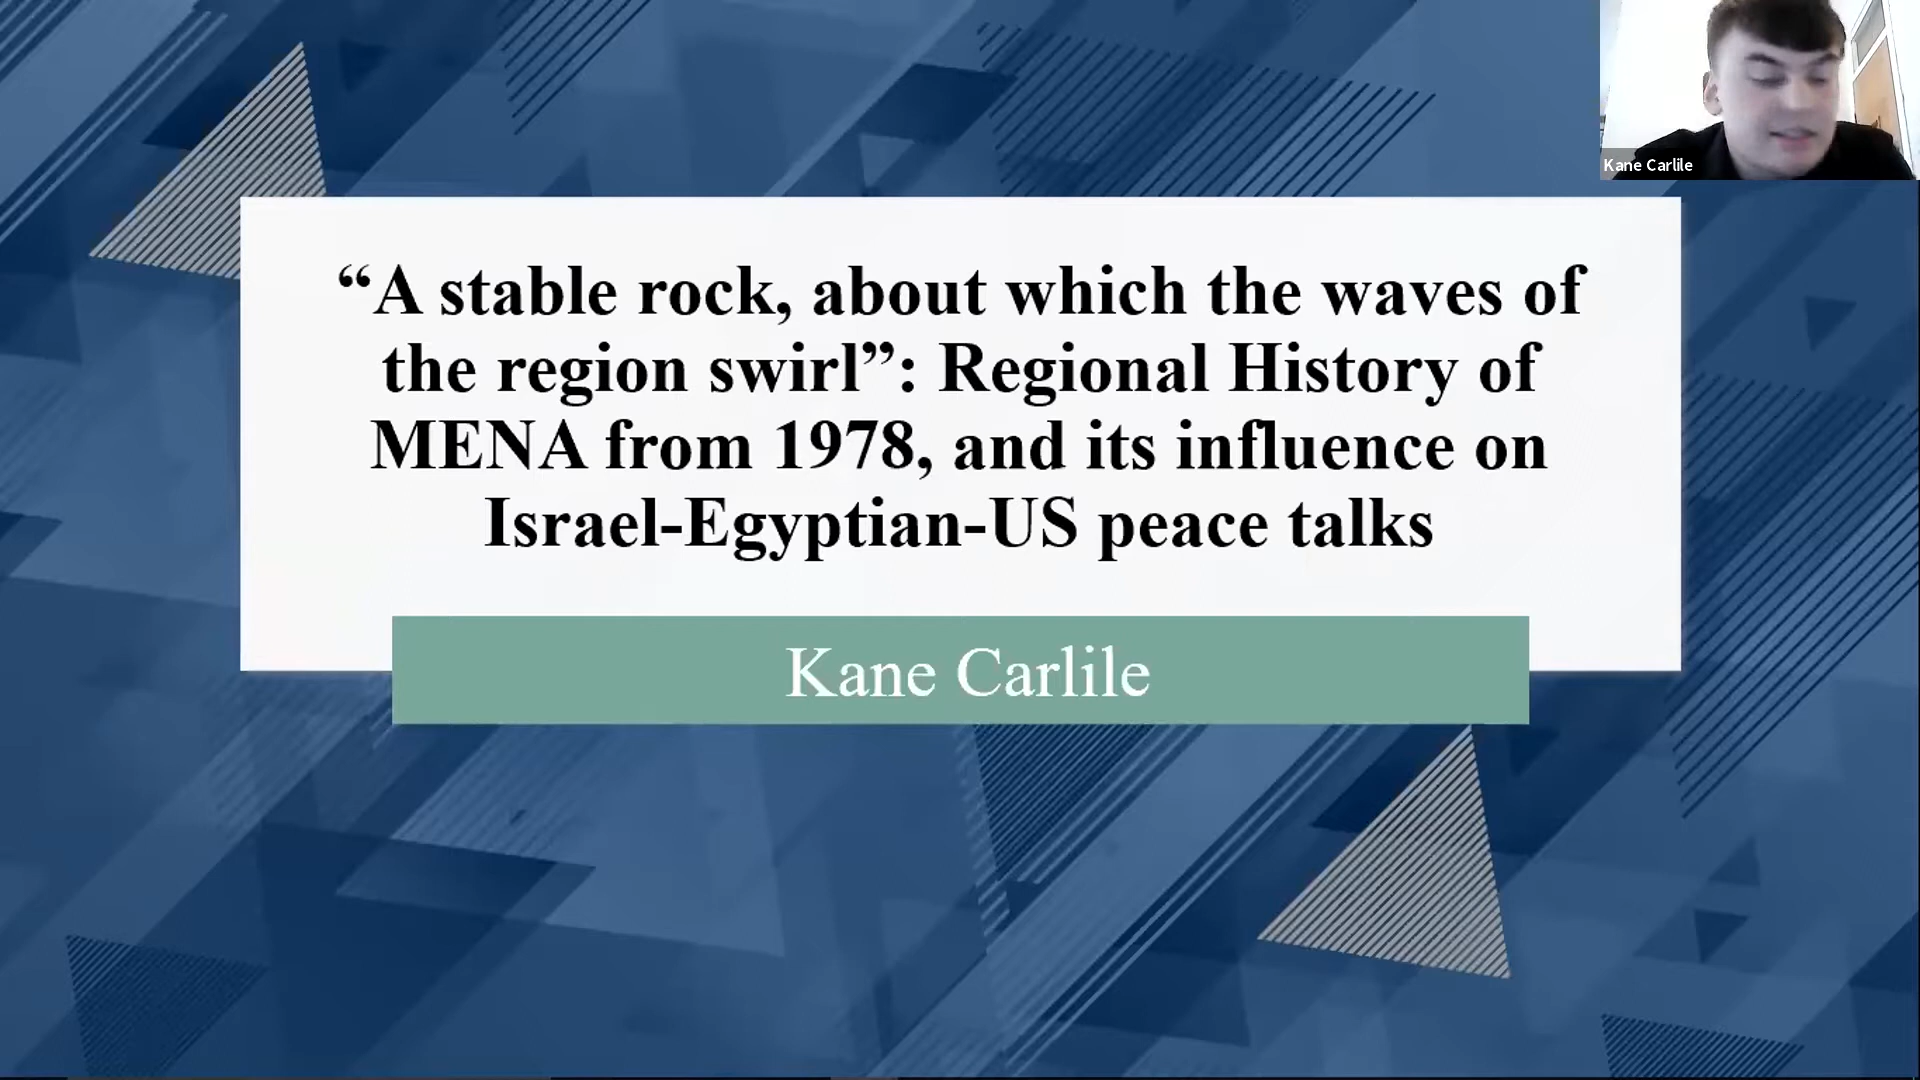 Kane Carlile
“A stable rock, about which the waves of
the region swirl”: Regional History of
MENA from 1978, and its influence on
Israel-Egyptian-US peace talks
Kane Carlile